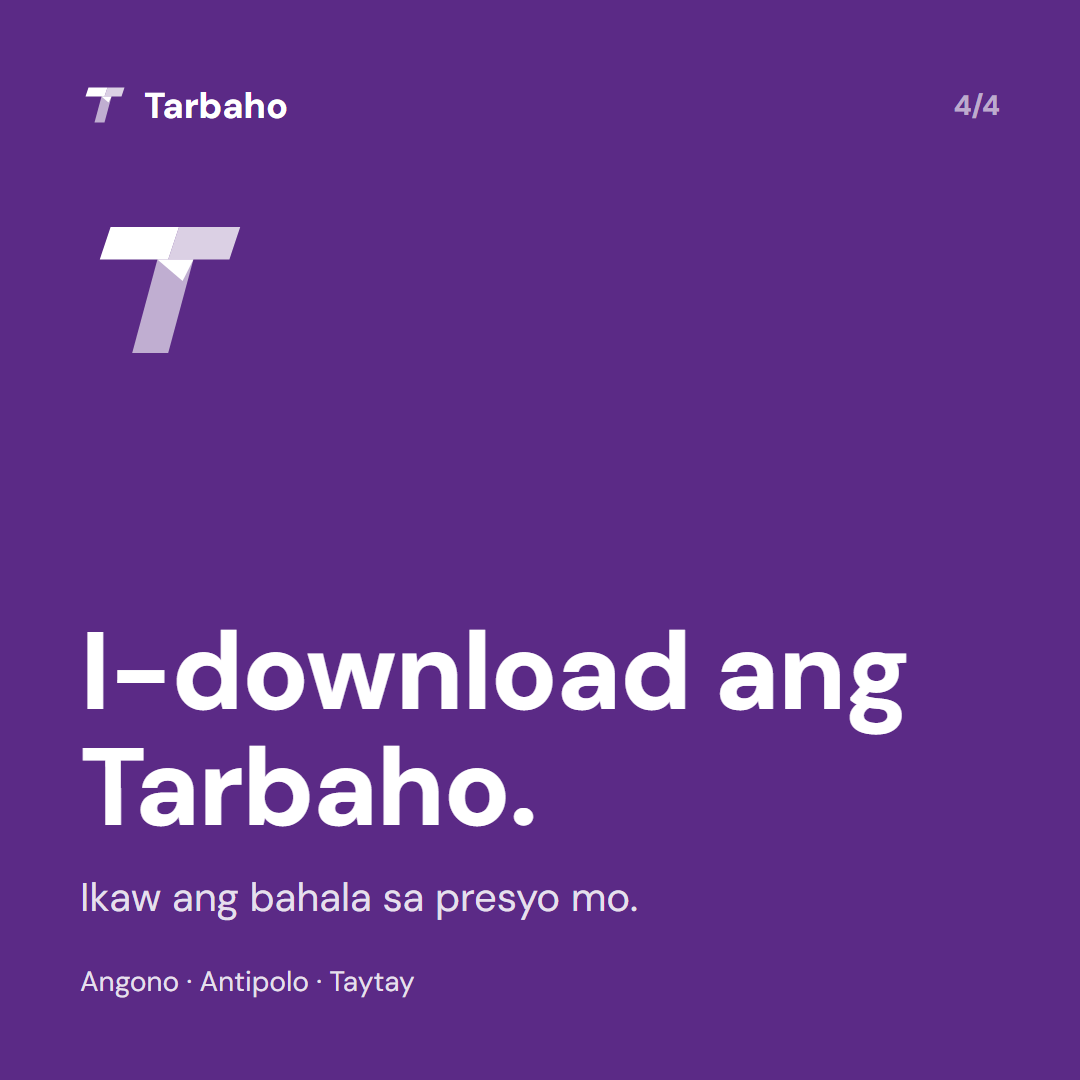 Tarbaho
4/4
I-download ang
Tarbaho.
Ikaw ang bahala sa presyo mo.
Angono · Antipolo · Taytay